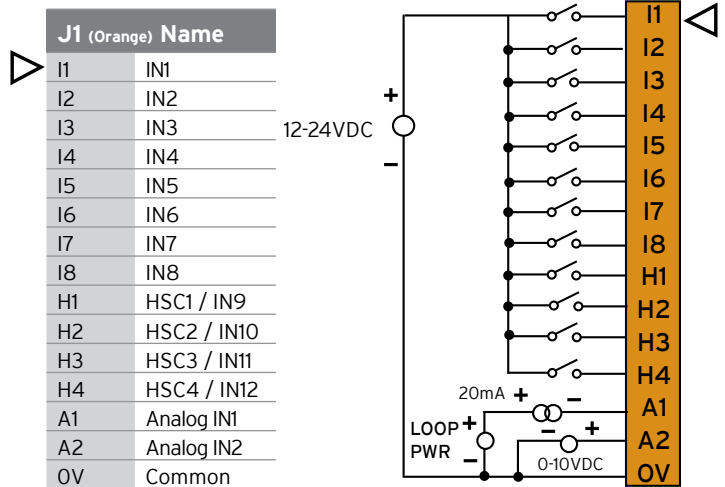 J1 (Orange) Name
I1 IN1
I2 IN2
I3 IN3
I4 IN4
I5 IN5
I6 IN6
I7 IN7
I8 IN8
H1 HSC1 / IN9
H2 HSC2 / IN10
H3 HSC3 / IN11
H4 HSC4 / IN12
A1 Analog IN1
A2 Analog IN2
0V Common
+
12-24VDC
−
I1
I2
I3
I4
I5
I6
I7
I8
H1
H2
H3
H4
A1
A2
0V
20mA + −
LOOP +
PWR −
− +
0-10VDC